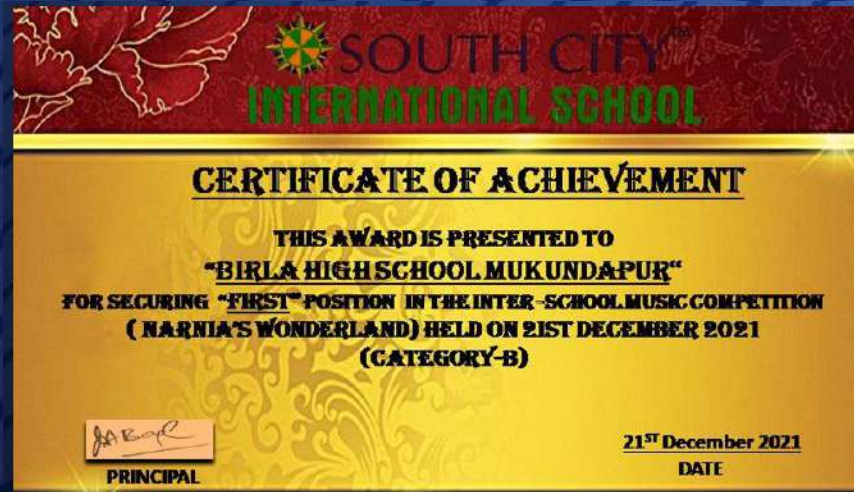 SOUTH CITY™
INTERNATIONAL SCHOOL
CERTIFICATE OF ACHIEVEMENT
THIS AWARD IS PRESENTED TO
“BIRLA HIGH SCHOOL MUKUNDAPUR“
FOR SECURING “FIRST“ POSITION IN THE INTER-SCHOOL MUSIC COMPETITION
( NARNIA'S WONDERLAND) HELD ON 21ST DECEMBER 2021
(CATEGORY-B)
21ST December 2021
PRINCIPAL
DATE